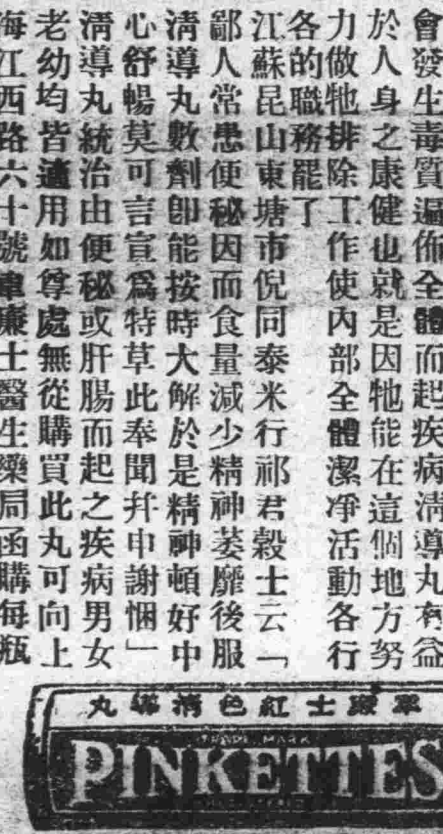 會發生毒質遍佈全體而起疾病清導丸有益
於人身之康健也就是因牠能在這個地方努
力做牠排除工作使內部全體潔凈活動各行
各的職務罷了
江蘇昆山東塘市倪同泰米行祁君穀士云「
鄙人常患便秘因而食量減少精神萎靡後服
清導丸數劑卽能按時大解於是精神頓好中
心舒暢莫可言宣爲特草此奉聞幷申謝悃」
清導丸統治由便秘或肝腸而起之疾病男女
老幼均皆適用如尊處無從購買此丸可向上
海江西路六十號韋廉士醫生藥局函購每瓶
韋廉士紅色清導丸
TRADE MARK
PINKETTES